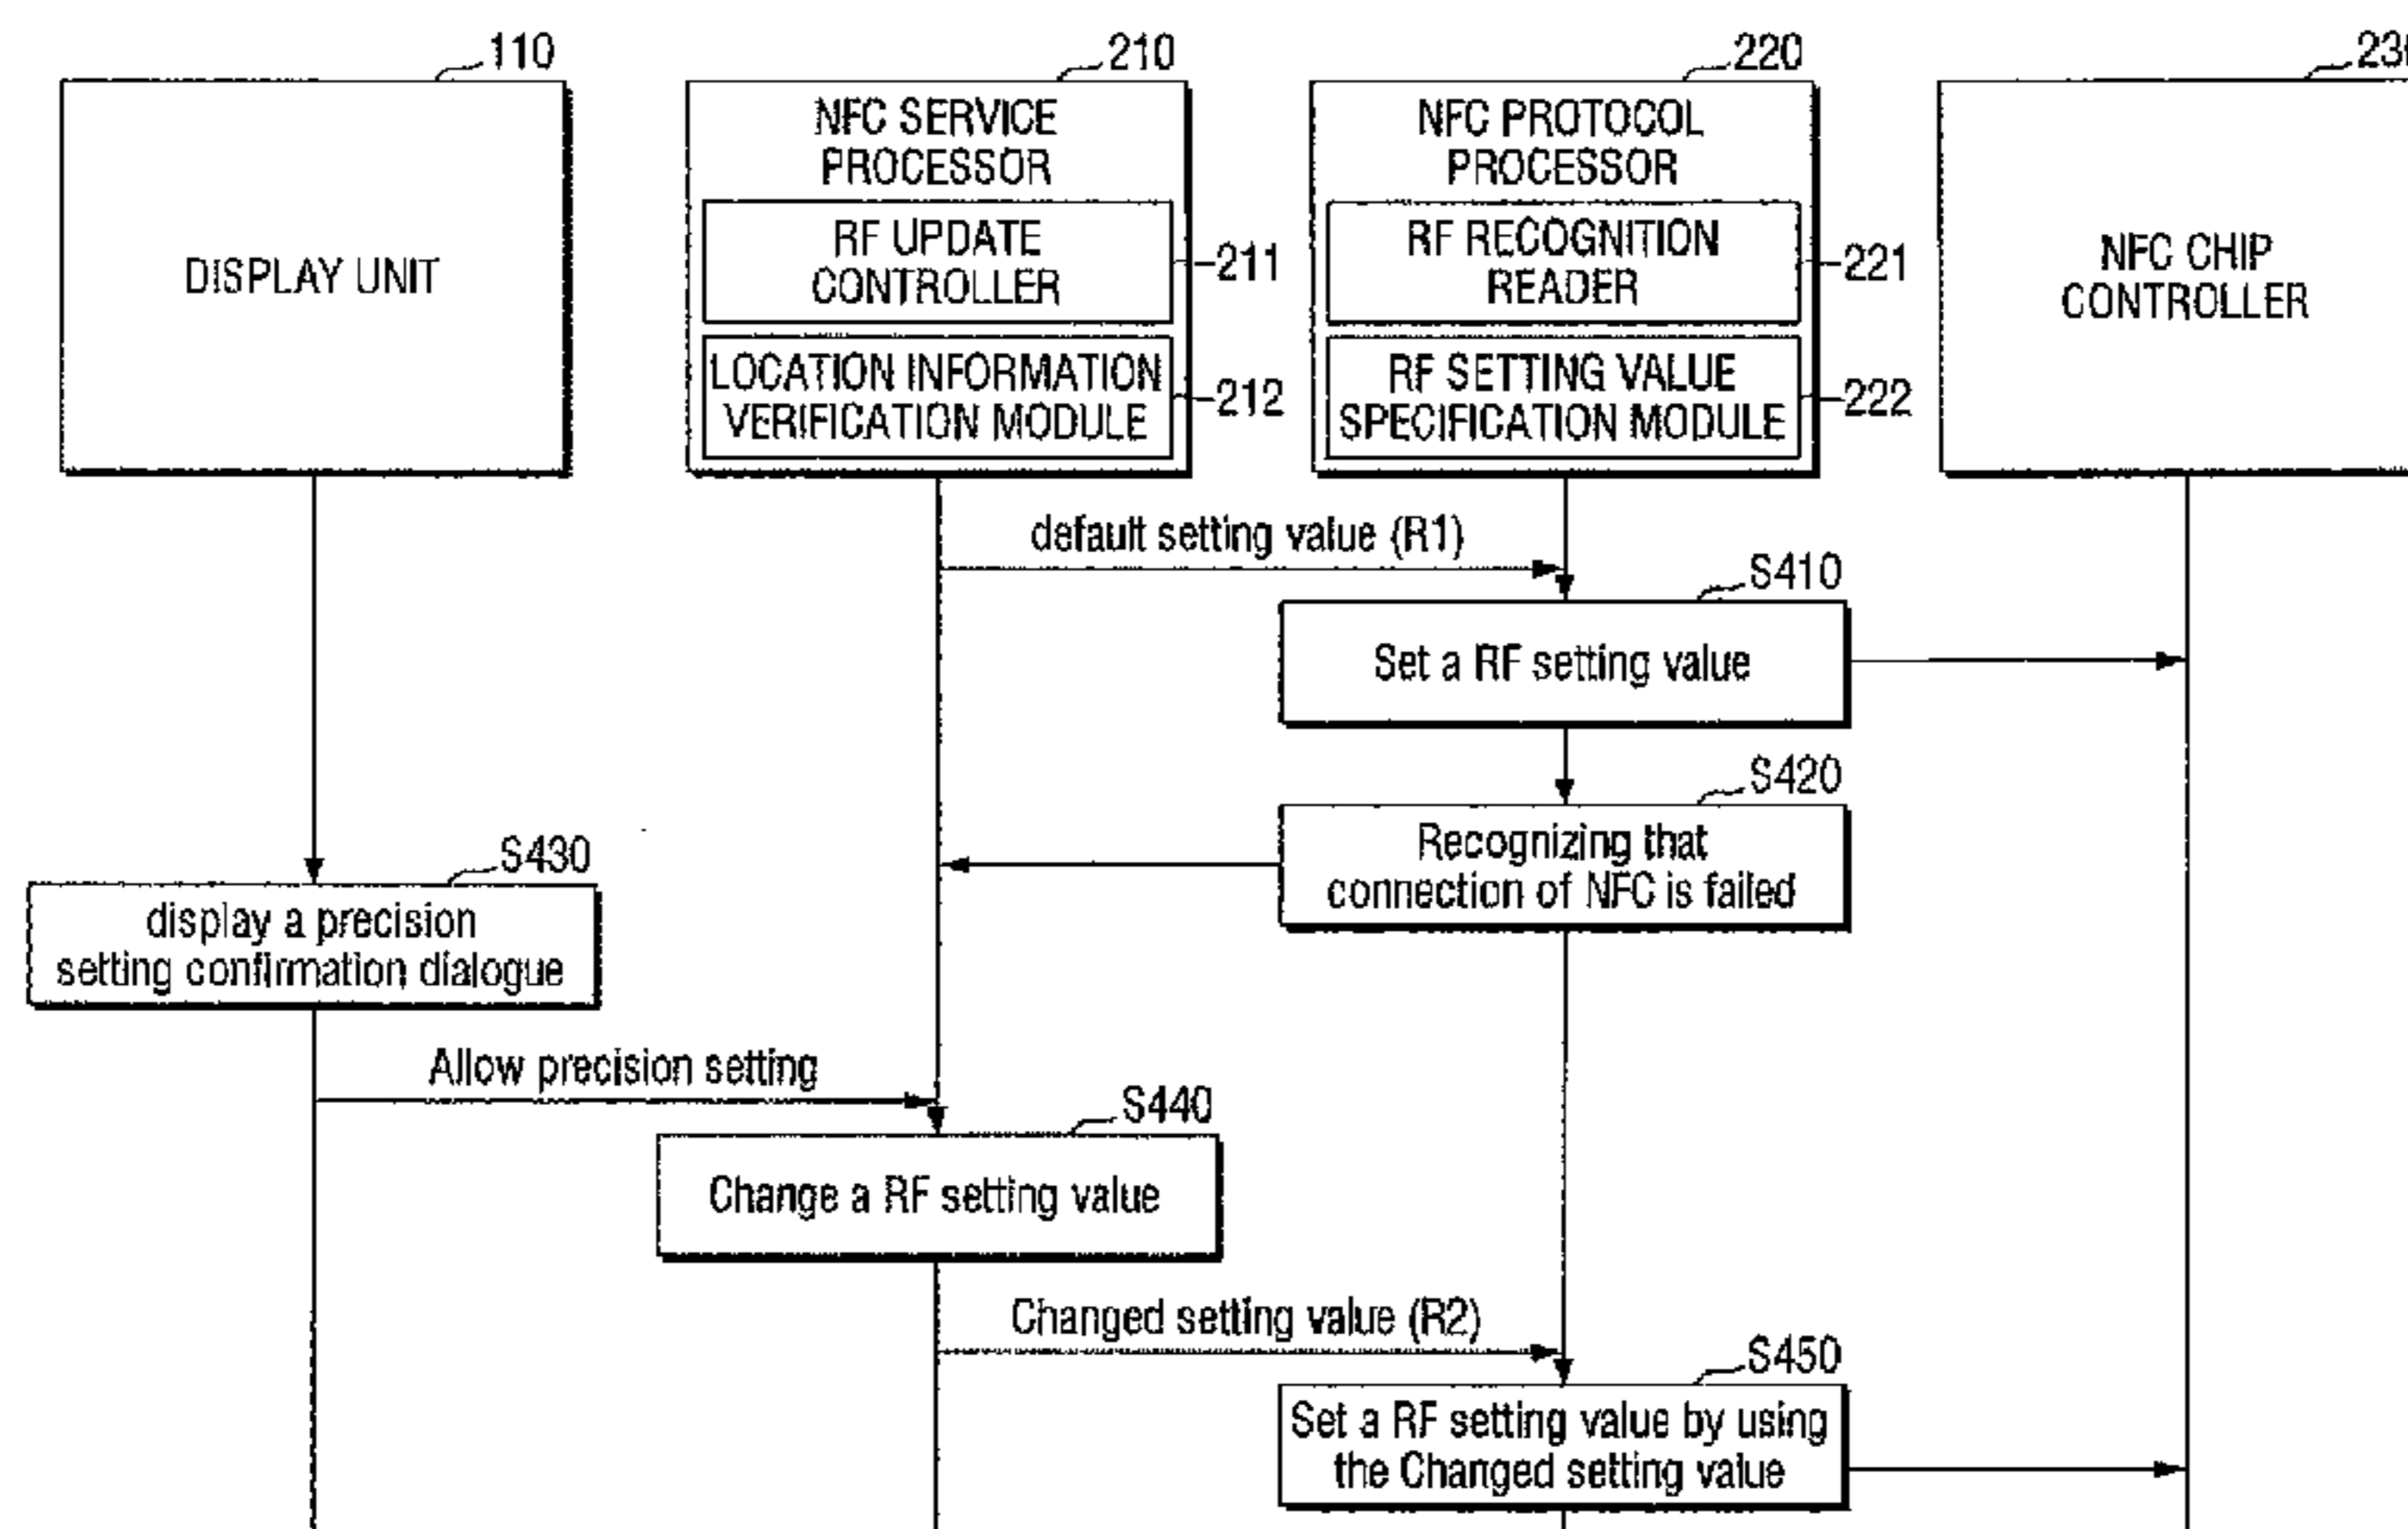 110
210
220
DISPLAY UNIT
NFC SERVICE
PROCESSOR
RF UPDATE
CONTROLLER
211
LOCATION INFORMATION
VERIFICATION MODULE
212
NFC PROTOCOL
PROCESSOR
RF RECOGNITION
READER
221
RF SETTING VALUE
SPECIFICATION MODULE
222
NFC CHIP
CONTROLLER
default setting value (R1)
S410
Set a RF setting value
S420
Recognizing that
connection of NFC is failed
S430
display a precision
setting confirmation dialogue
Allow precision setting
S440
Change a RF setting value
Changed setting value (R2)
S450
Set a RF setting value by using
the Changed setting value